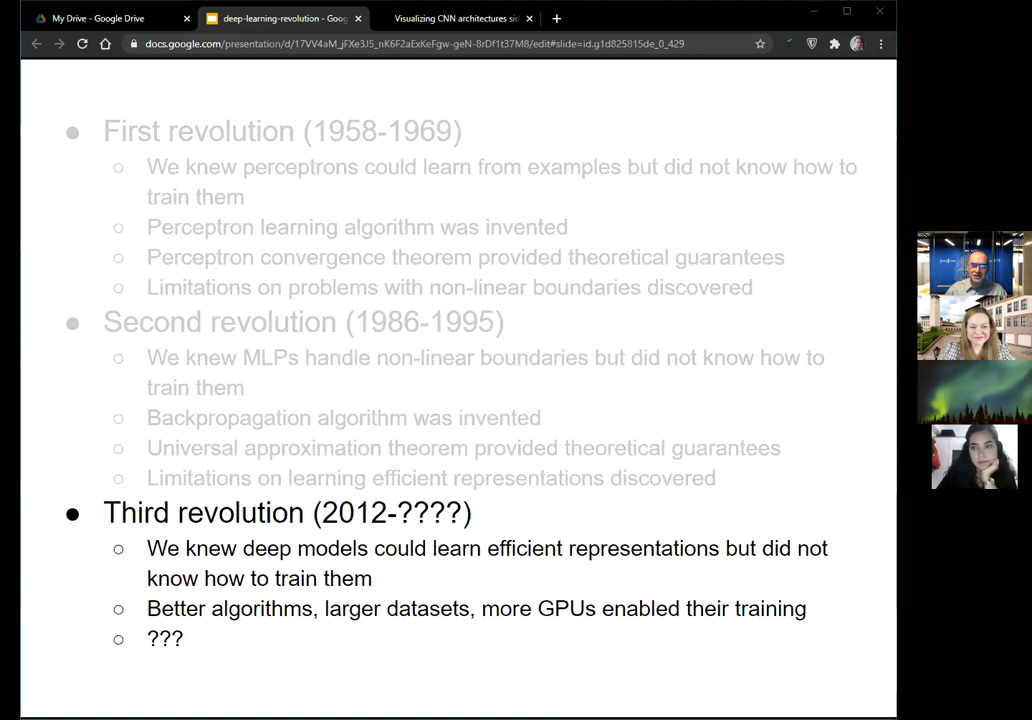 My Drive - Google Drive
deep-learning-revolution - Goog
Visualizing CNN architectures sid
docs.google.com/presentation/d/17VV4aM_jFXe3J5_nK6F2aExKeFgw-geN-8rDf1t37M8/edit#slide=id.g1d825815de_0_429
● First revolution (1958-1969)
○ We knew perceptrons could learn from examples but did not know how to
train them
○ Perceptron learning algorithm was invented
○ Perceptron convergence theorem provided theoretical guarantees
○ Limitations on problems with non-linear boundaries discovered
● Second revolution (1986-1995)
○ We knew MLPs handle non-linear boundaries but did not know how to
train them
○ Backpropagation algorithm was invented
○ Universal approximation theorem provided theoretical guarantees
○ Limitations on learning efficient representations discovered
● Third revolution (2012-????)
○ We knew deep models could learn efficient representations but did not
know how to train them
○ Better algorithms, larger datasets, more GPUs enabled their training
○ ???